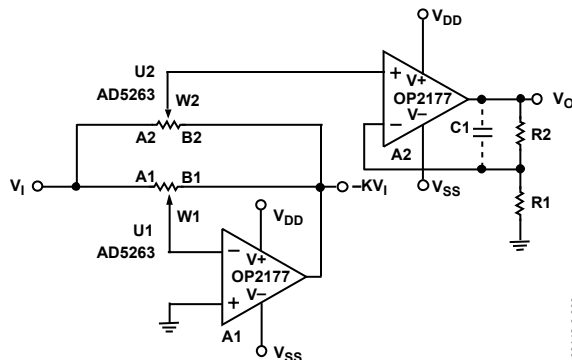 VDD
U2
V+
AD5263
W2
+
OP2177
VO
−
V−
C1
R2
A2
B2
A2
VI
A1
B1
VSS
−KVI
R1
U1
W1
VDD
AD5263
−
V+
OP2177
+
V−
A1
VSS